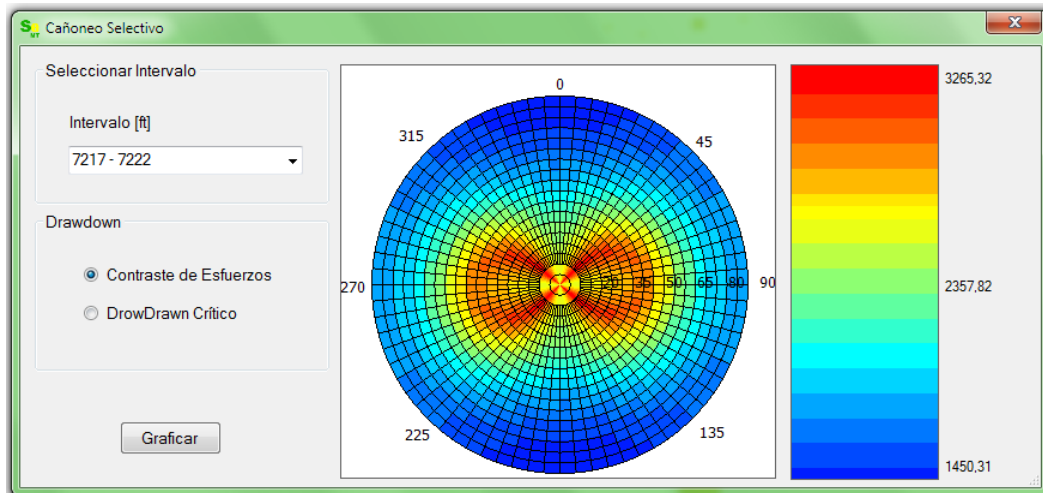 Cañoneo Selectivo
Seleccionar Intervalo
Intervalo [ft]
7217 - 7222
Drawdown
Contraste de Esfuerzos
DrowDrawn Crítico
Graficar
0
315
45
270
20 35 50 65 80 90
225
135
3265,32
2357,82
1450,31